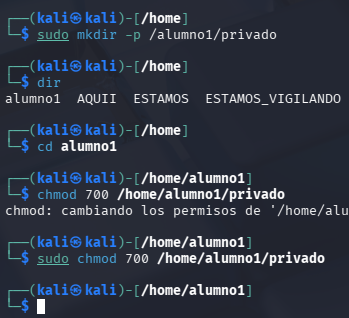 ┌──(kali㉿kali)-[/home]
└─$ sudo mkdir -p /alumno1/privado
┌──(kali㉿kali)-[/home]
└─$ dir
alumno1  AQUII  ESTAMOS  ESTAMOS_VIGILANDO
┌──(kali㉿kali)-[/home]
└─$ cd alumno1
┌──(kali㉿kali)-[/home/alumno1]
└─$ chmod 700 /home/alumno1/privado
chmod: cambiando los permisos de '/home/alu
┌──(kali㉿kali)-[/home/alumno1]
└─$ sudo chmod 700 /home/alumno1/privado
┌──(kali㉿kali)-[/home/alumno1]
└─$